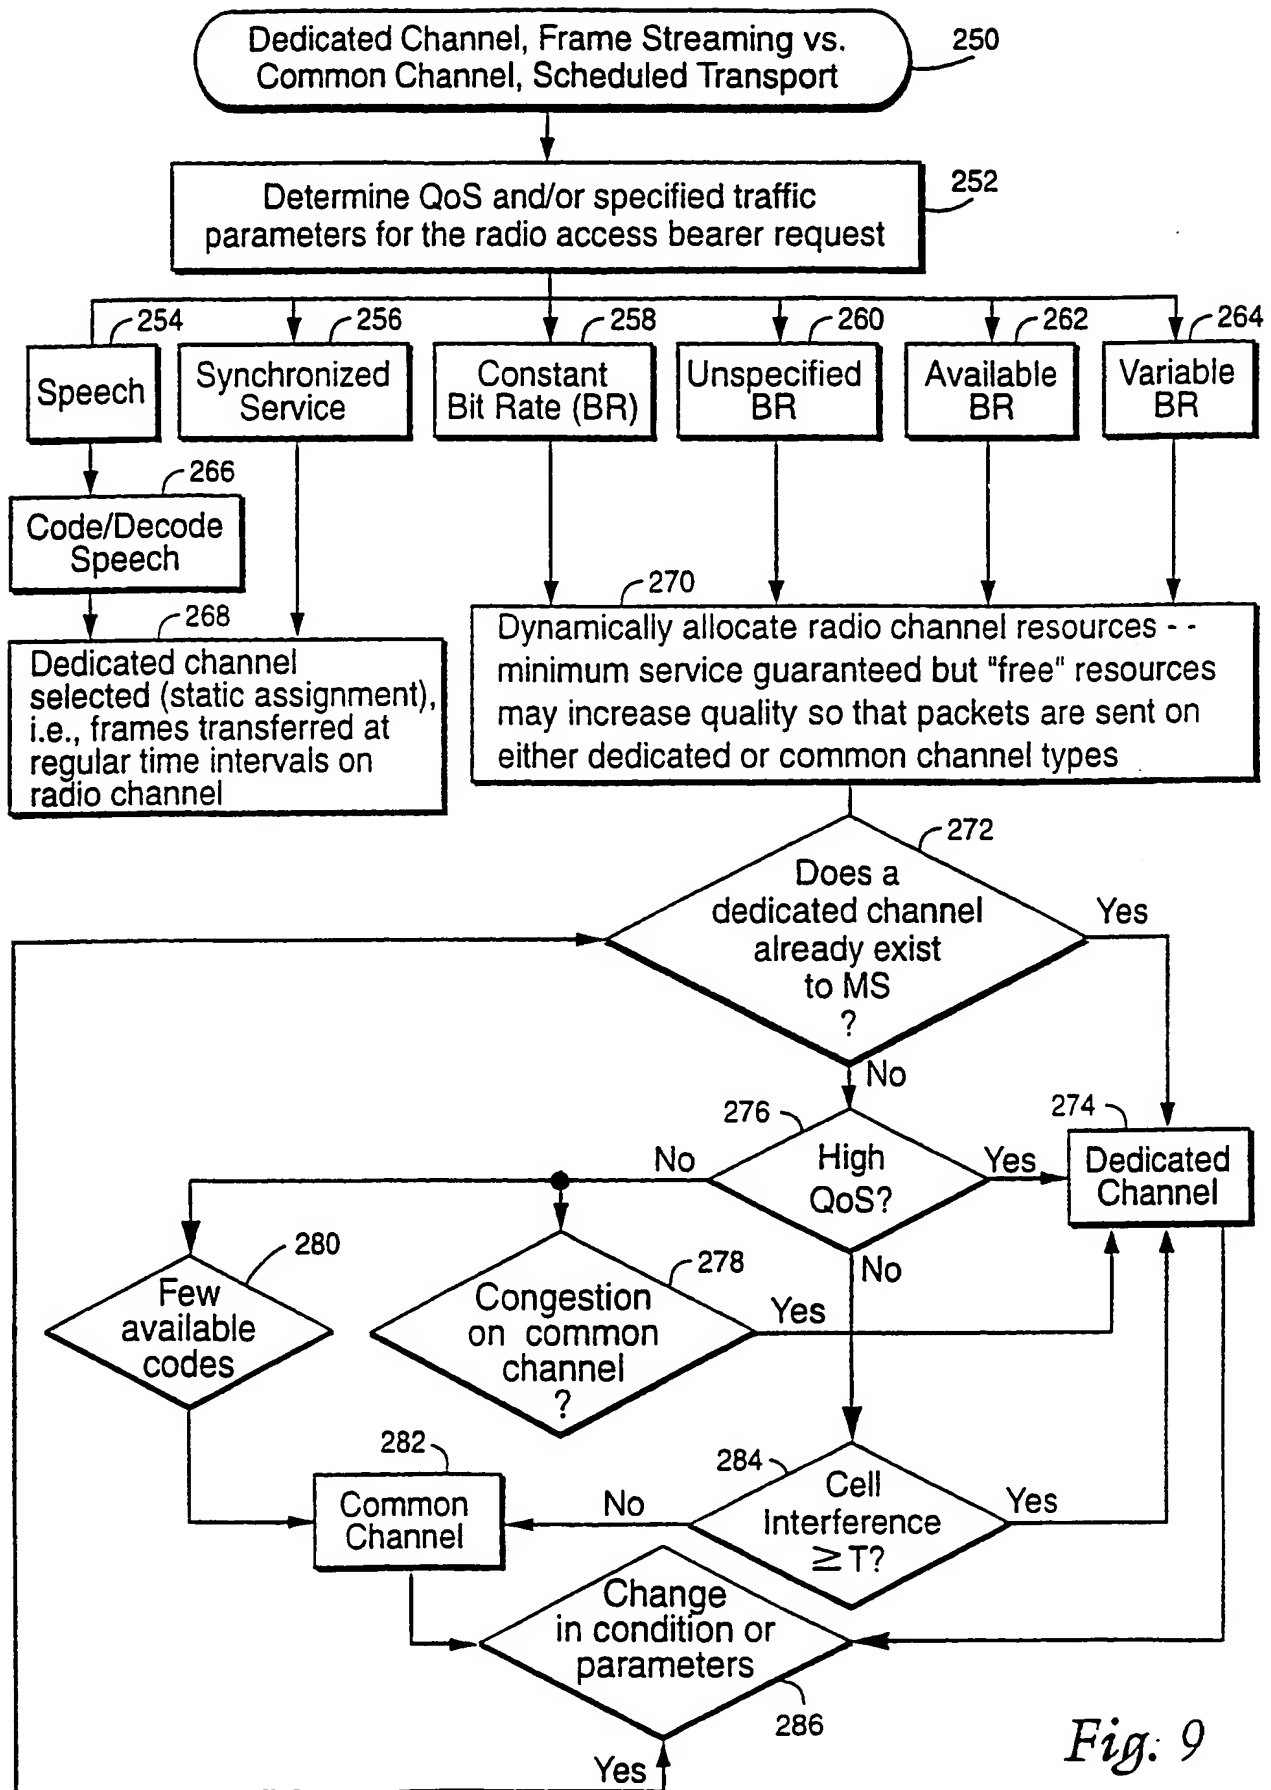 Dedicated Channel, Frame Streaming vs.
Common Channel, Scheduled Transport
250
Determine QoS and/or specified traffic
parameters for the radio access bearer request
252
254
256
258
260
262
264
Speech
Synchronized
Service
Constant
Bit Rate (BR)
Unspecified
BR
Available
BR
Variable
BR
266
Code/Decode
Speech
268
Dedicated channel
selected (static assignment),
i.e., frames transferred at
regular time intervals on
radio channel
270
Dynamically allocate radio channel resources - -
minimum service guaranteed but "free" resources
may increase quality so that packets are sent on
either dedicated or common channel types
272
Does a
dedicated channel
already exist
to MS
?
Yes
No
276
High
QoS?
No
Yes
No
274
Dedicated
Channel
280
Few
available
codes
278
Congestion
on common
channel
?
Yes
282
Common
Channel
284
Cell
Interference
≥ T?
No
Yes
Change
in condition or
parameters
286
Yes
Fig. 9